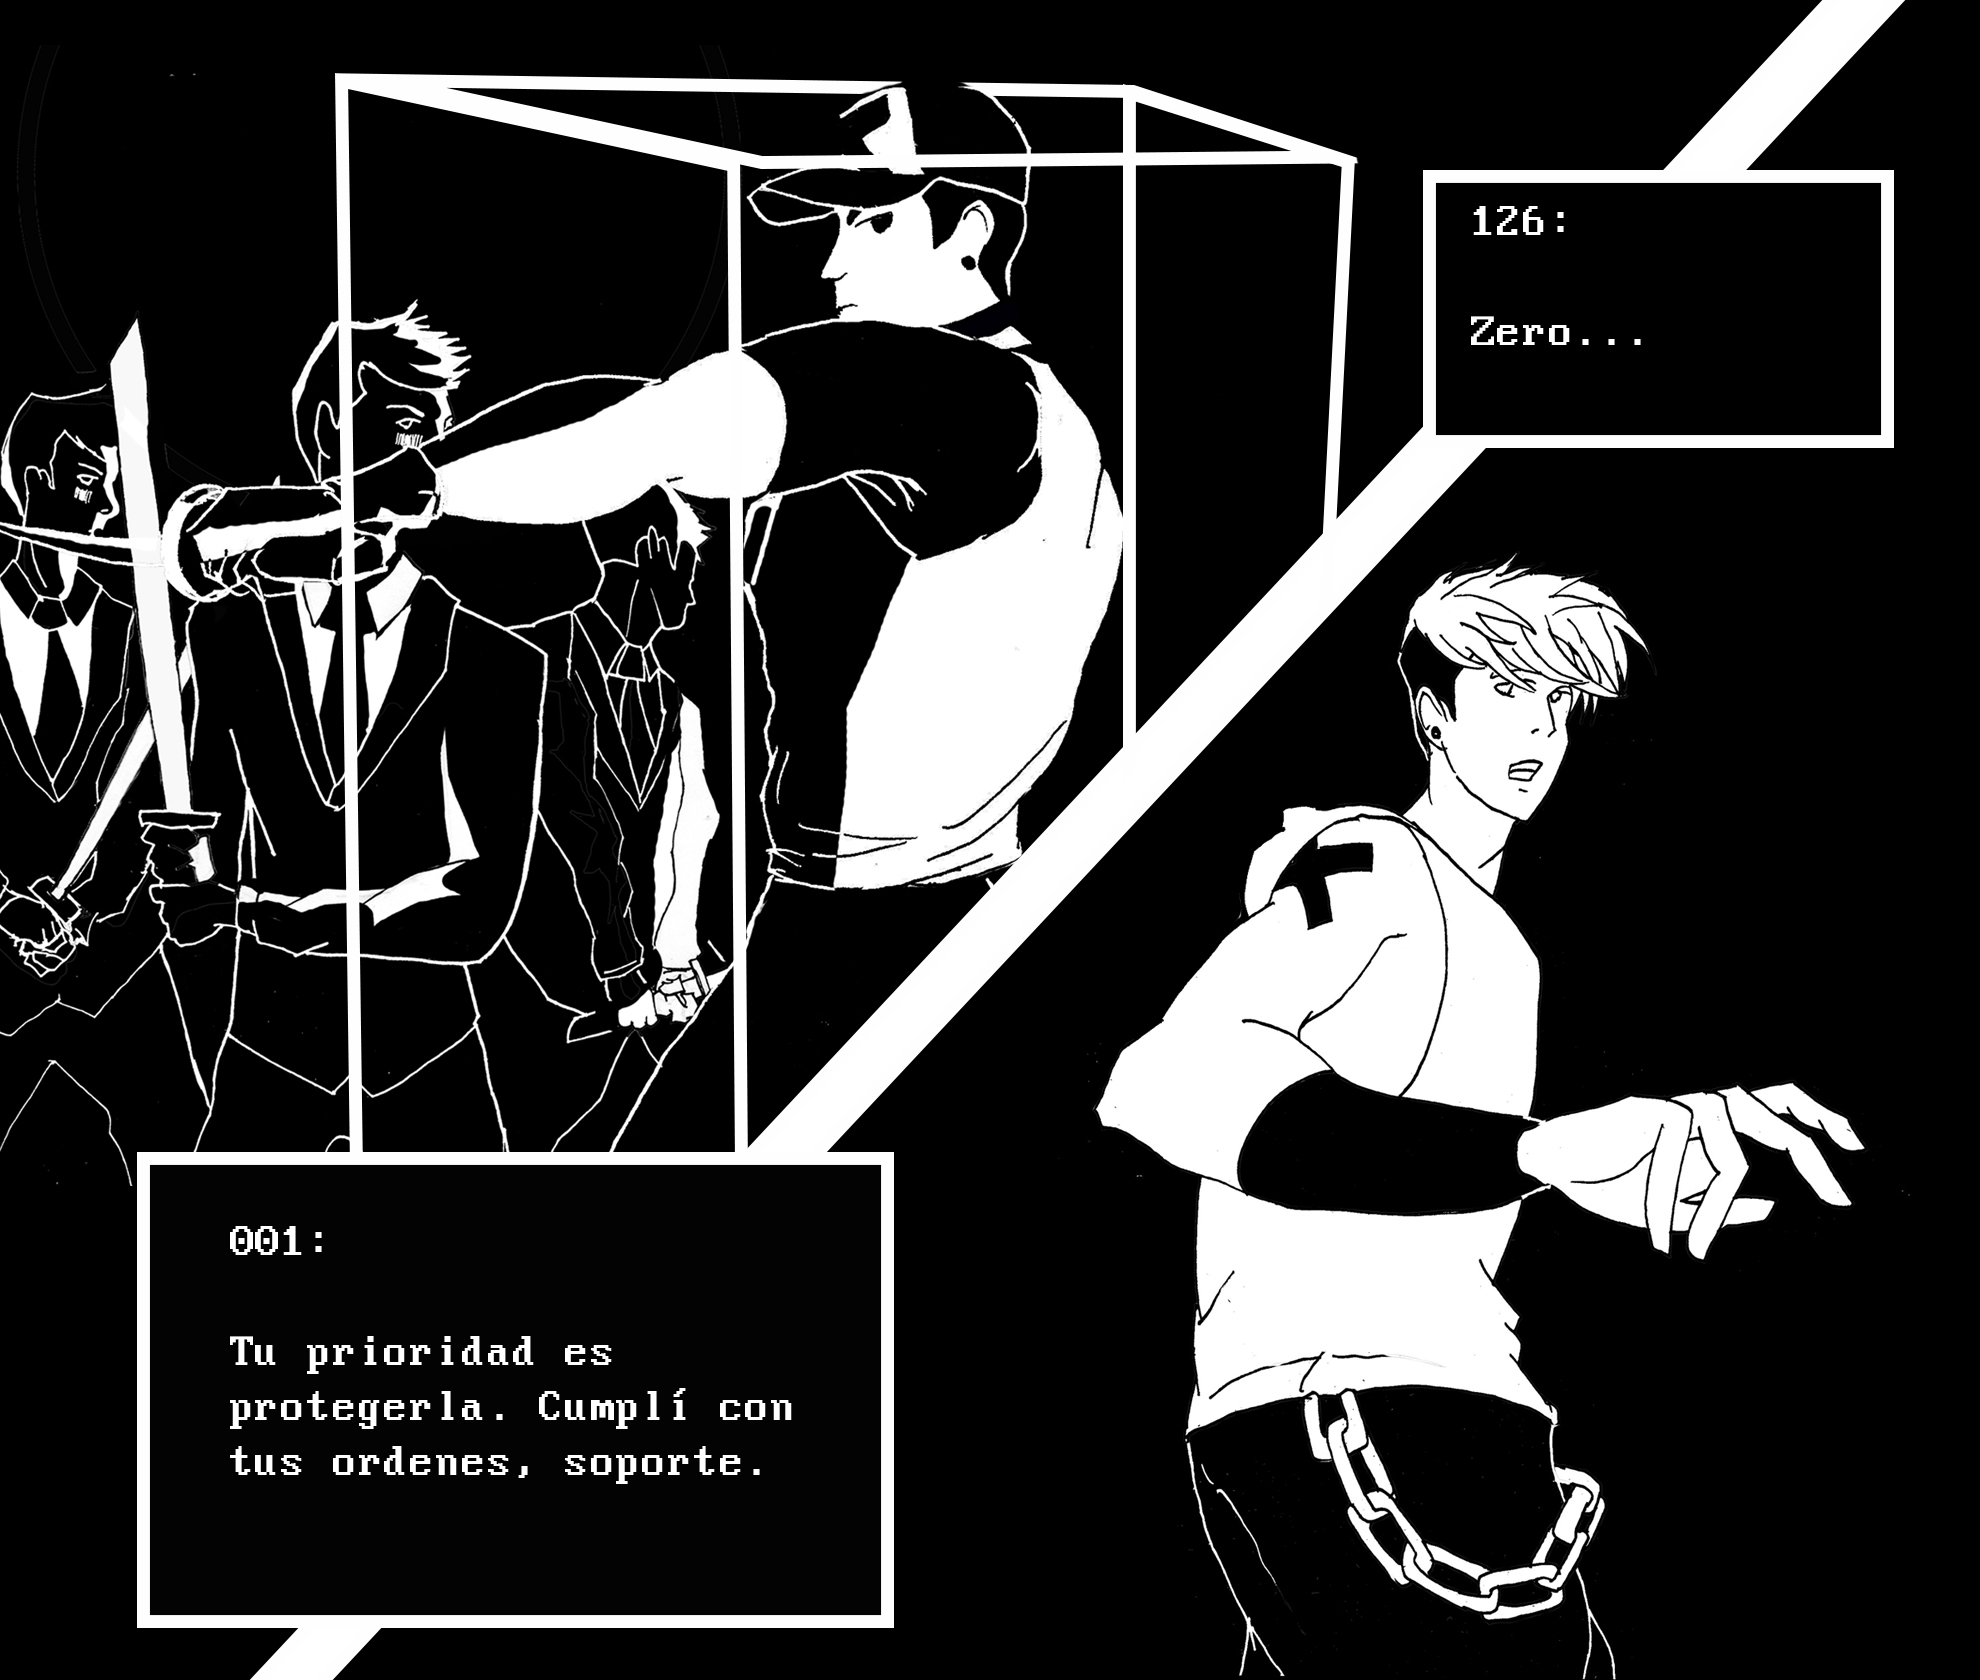 126:
Zero...
001:
Tu prioridad es
protegerla. Cumplí con
tus ordenes, soporte.